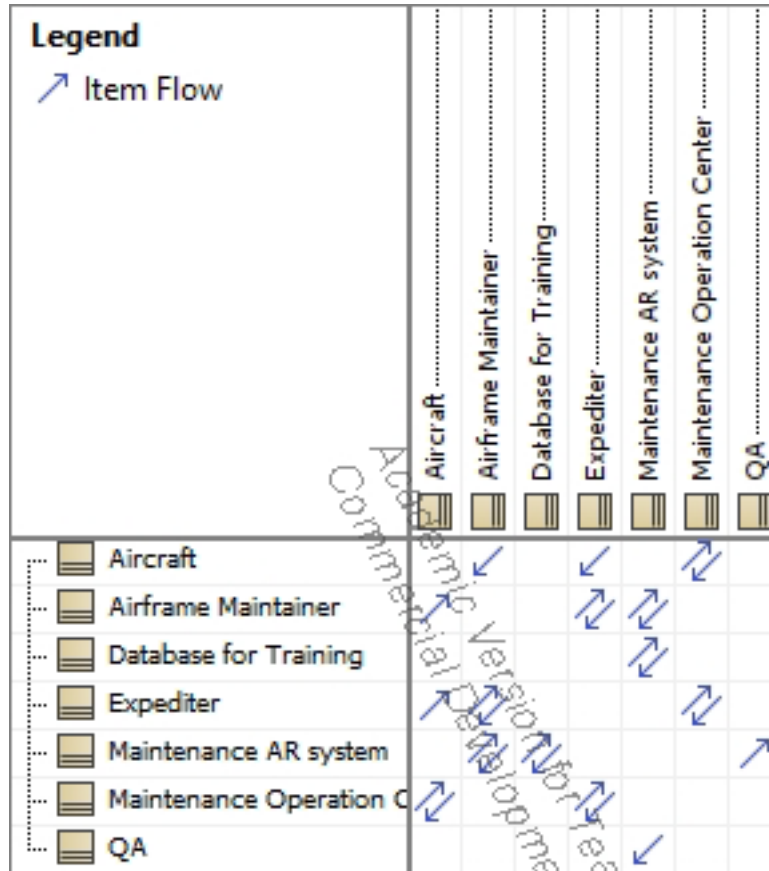 Legend
Item Flow
Aircraft
Airframe Maintainer
Database for Training
Expediter
Maintenance AR system
Maintenance Operation Center
QA
Aircraft
Airframe Maintainer
Database for Training
Expediter
Maintenance AR system
Maintenance Operation C
QA
Academic Version for Tea
Commercial Developme